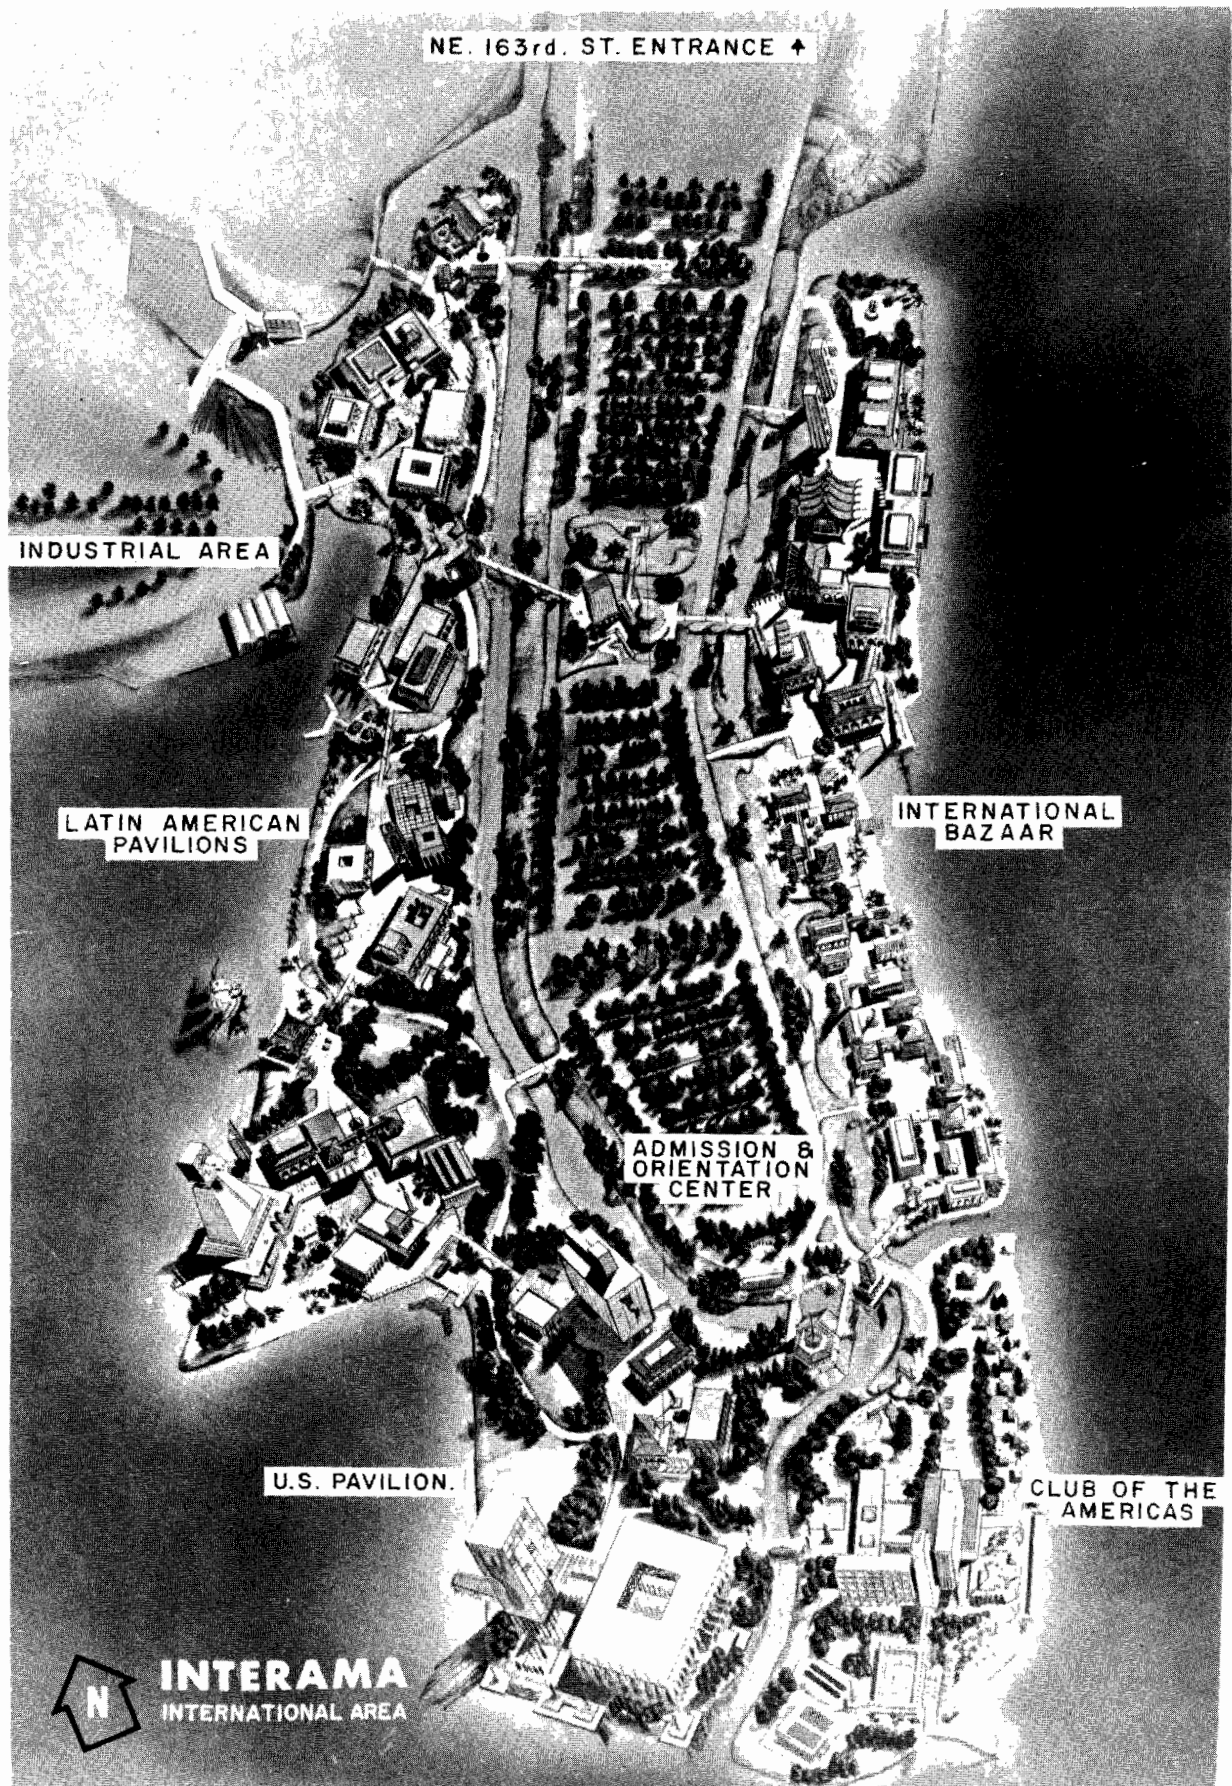 NE. 163rd. ST. ENTRANCE ↑
INDUSTRIAL AREA
LATIN AMERICAN
PAVILIONS
INTERNATIONAL
BAZAAR
ADMISSION &
ORIENTATION
CENTER
U.S. PAVILION.
CLUB OF THE
AMERICAS
N
INTERAMA
INTERNATIONAL AREA